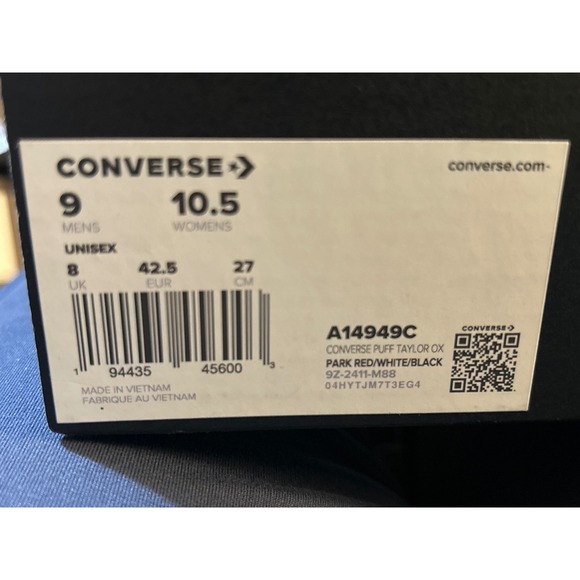 CONVERSE
converse.com
9 10.5
MENS WOMENS
UNISEX
8 42.5 27
UK EUR CM
1 94435 45600 3
MADE IN VIETNAM
FABRIQUE AU VIETNAM
A14949C
CONVERSE PUFF TAYLOR OX
PARK RED/WHITE/BLACK
9Z-2411-M88
04HYTJM7T3EG4
CONVERSE